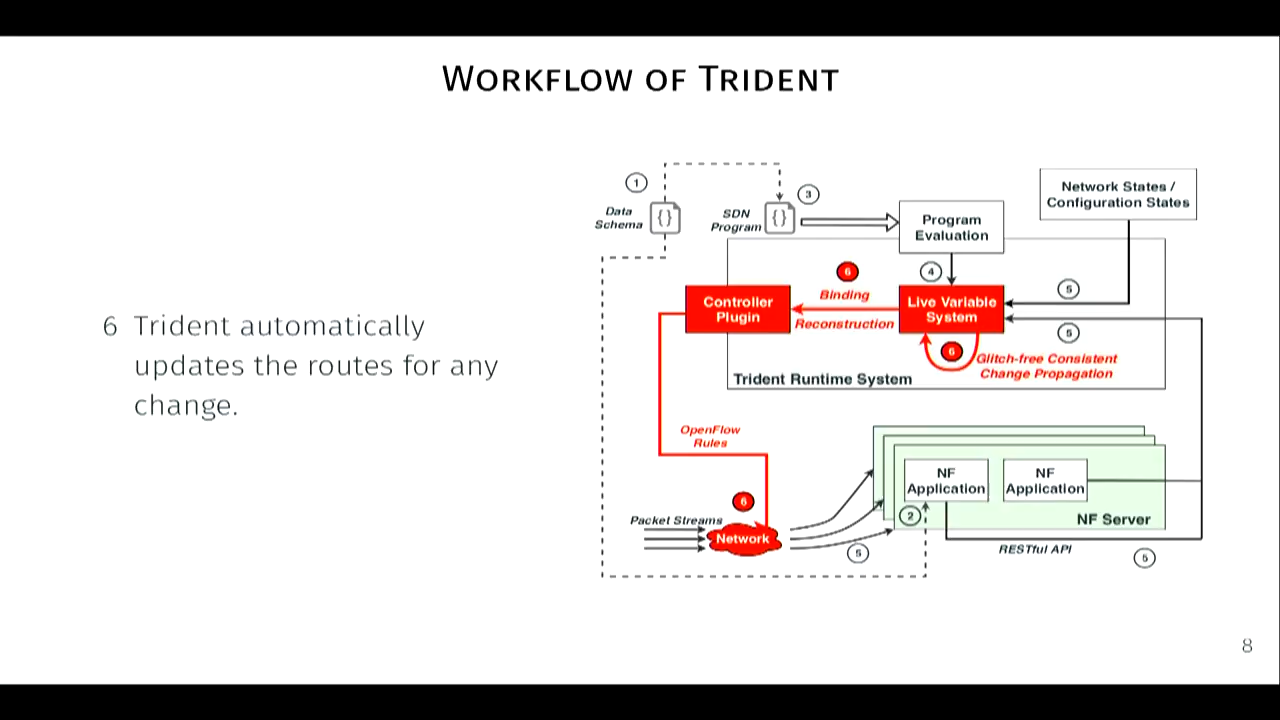 WORKFLOW OF TRIDENT
6 Trident automatically
updates the routes for any
change.
1
Data
Schema
{}
SDN
Program
{}
3
Program
Evaluation
Network States /
Configuration States
4
5
5
6
Binding
Reconstruction
Controller
Plugin
Live Variable
System
6
Glitch-free Consistent
Change Propagation
Trident Runtime System
OpenFlow
Rules
6
Packet Streams
Network
5
NF
Application
NF
Application
2
NF Server
RESTful API
5
8